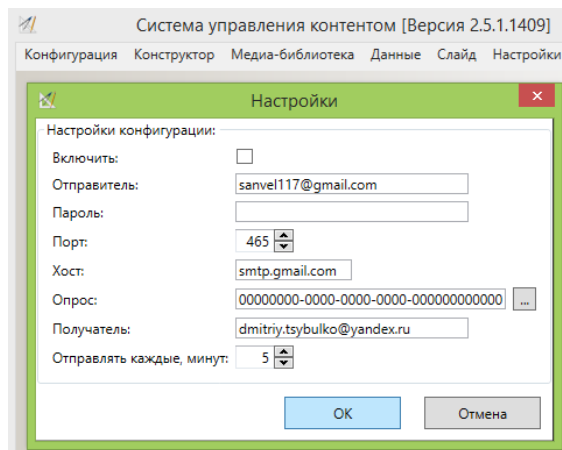 Система управления контентом [Версия 2.5.1.1409]
Конфигурация Конструктор Медиа-библиотека Данные Слайд Настройки
Настройки
Настройки конфигурации:
Включить:
Отправитель: sanvel117@gmail.com
Пароль:
Порт: 465
Хост: smtp.gmail.com
Опрос: 00000000-0000-0000-0000-000000000000 ...
Получатель: dmitriy.tsybulko@yandex.ru
Отправлять каждые, минут: 5
OK Отмена